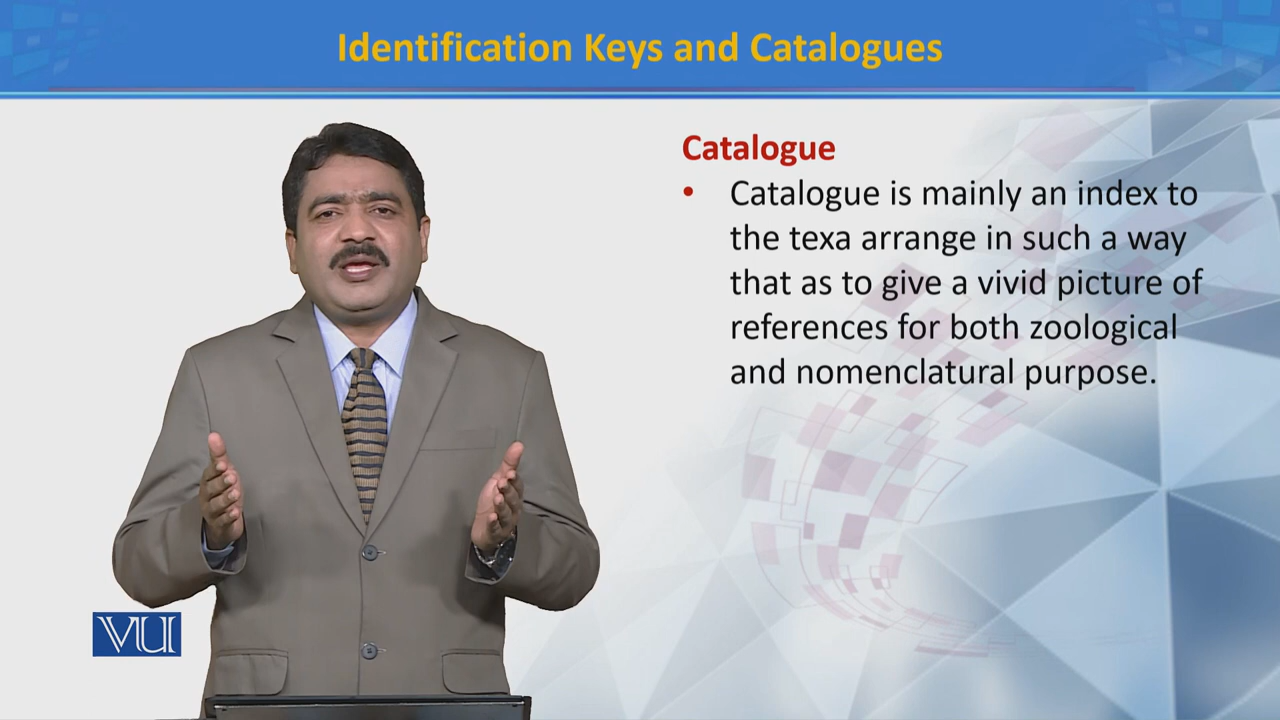 Identification Keys and Catalogues
Catalogue
• Catalogue is mainly an index to
the texa arrange in such a way
that as to give a vivid picture of
references for both zoological
and nomenclatural purpose.
VU